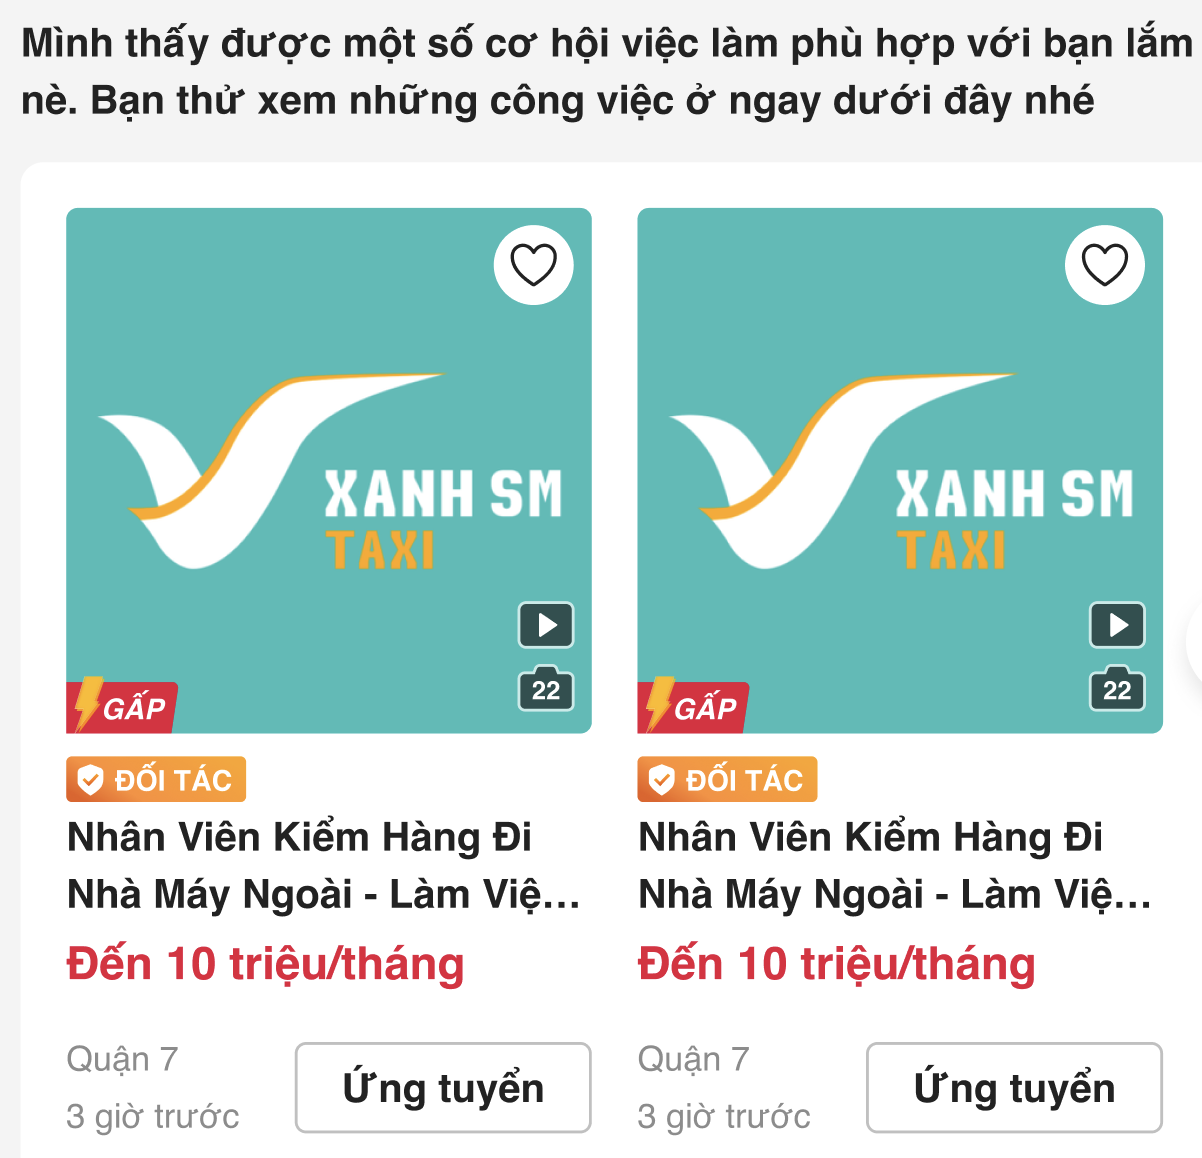 Mình thấy được một số cơ hội việc làm phù hợp với bạn lắm
nè. Bạn thử xem những công việc ở ngay dưới đây nhé
XANH SM
TAXI
22
GẤP
ĐỐI TÁC
Nhân Viên Kiểm Hàng Đi
Nhà Máy Ngoài - Làm Việ...
Đến 10 triệu/tháng
Quận 7
3 giờ trước
Ứng tuyển
XANH SM
TAXI
22
GẤP
ĐỐI TÁC
Nhân Viên Kiểm Hàng Đi
Nhà Máy Ngoài - Làm Việ...
Đến 10 triệu/tháng
Quận 7
3 giờ trước
Ứng tuyển